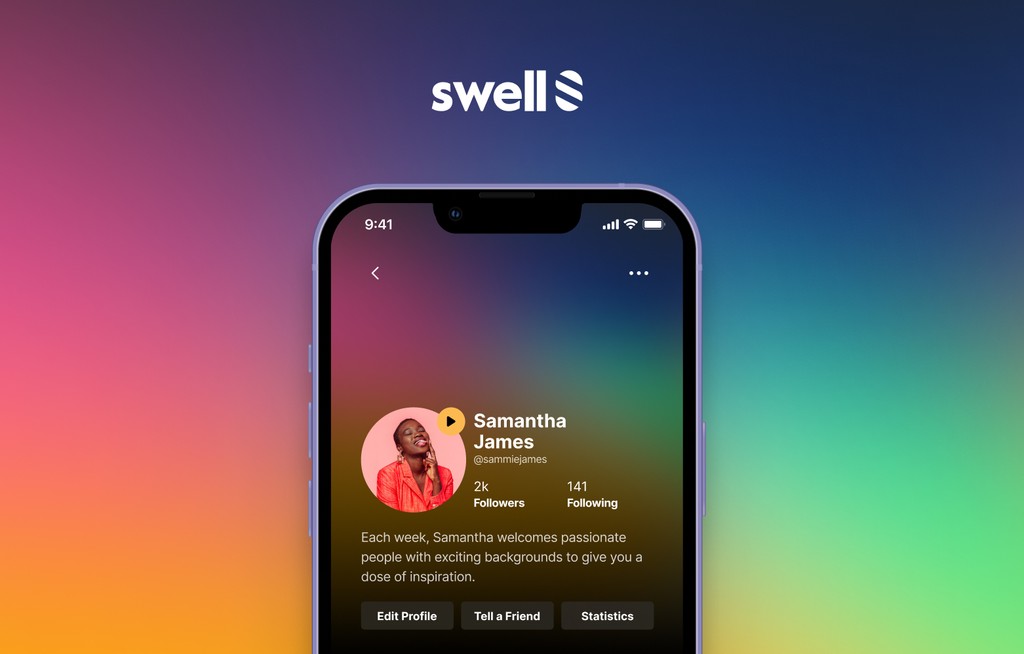 swell
9:41
Samantha
James
@sammiejames
2k
Followers
141
Following
Each week, Samantha welcomes passionate
people with exciting backgrounds to give you a
dose of inspiration.
Edit Profile
Tell a Friend
Statistics